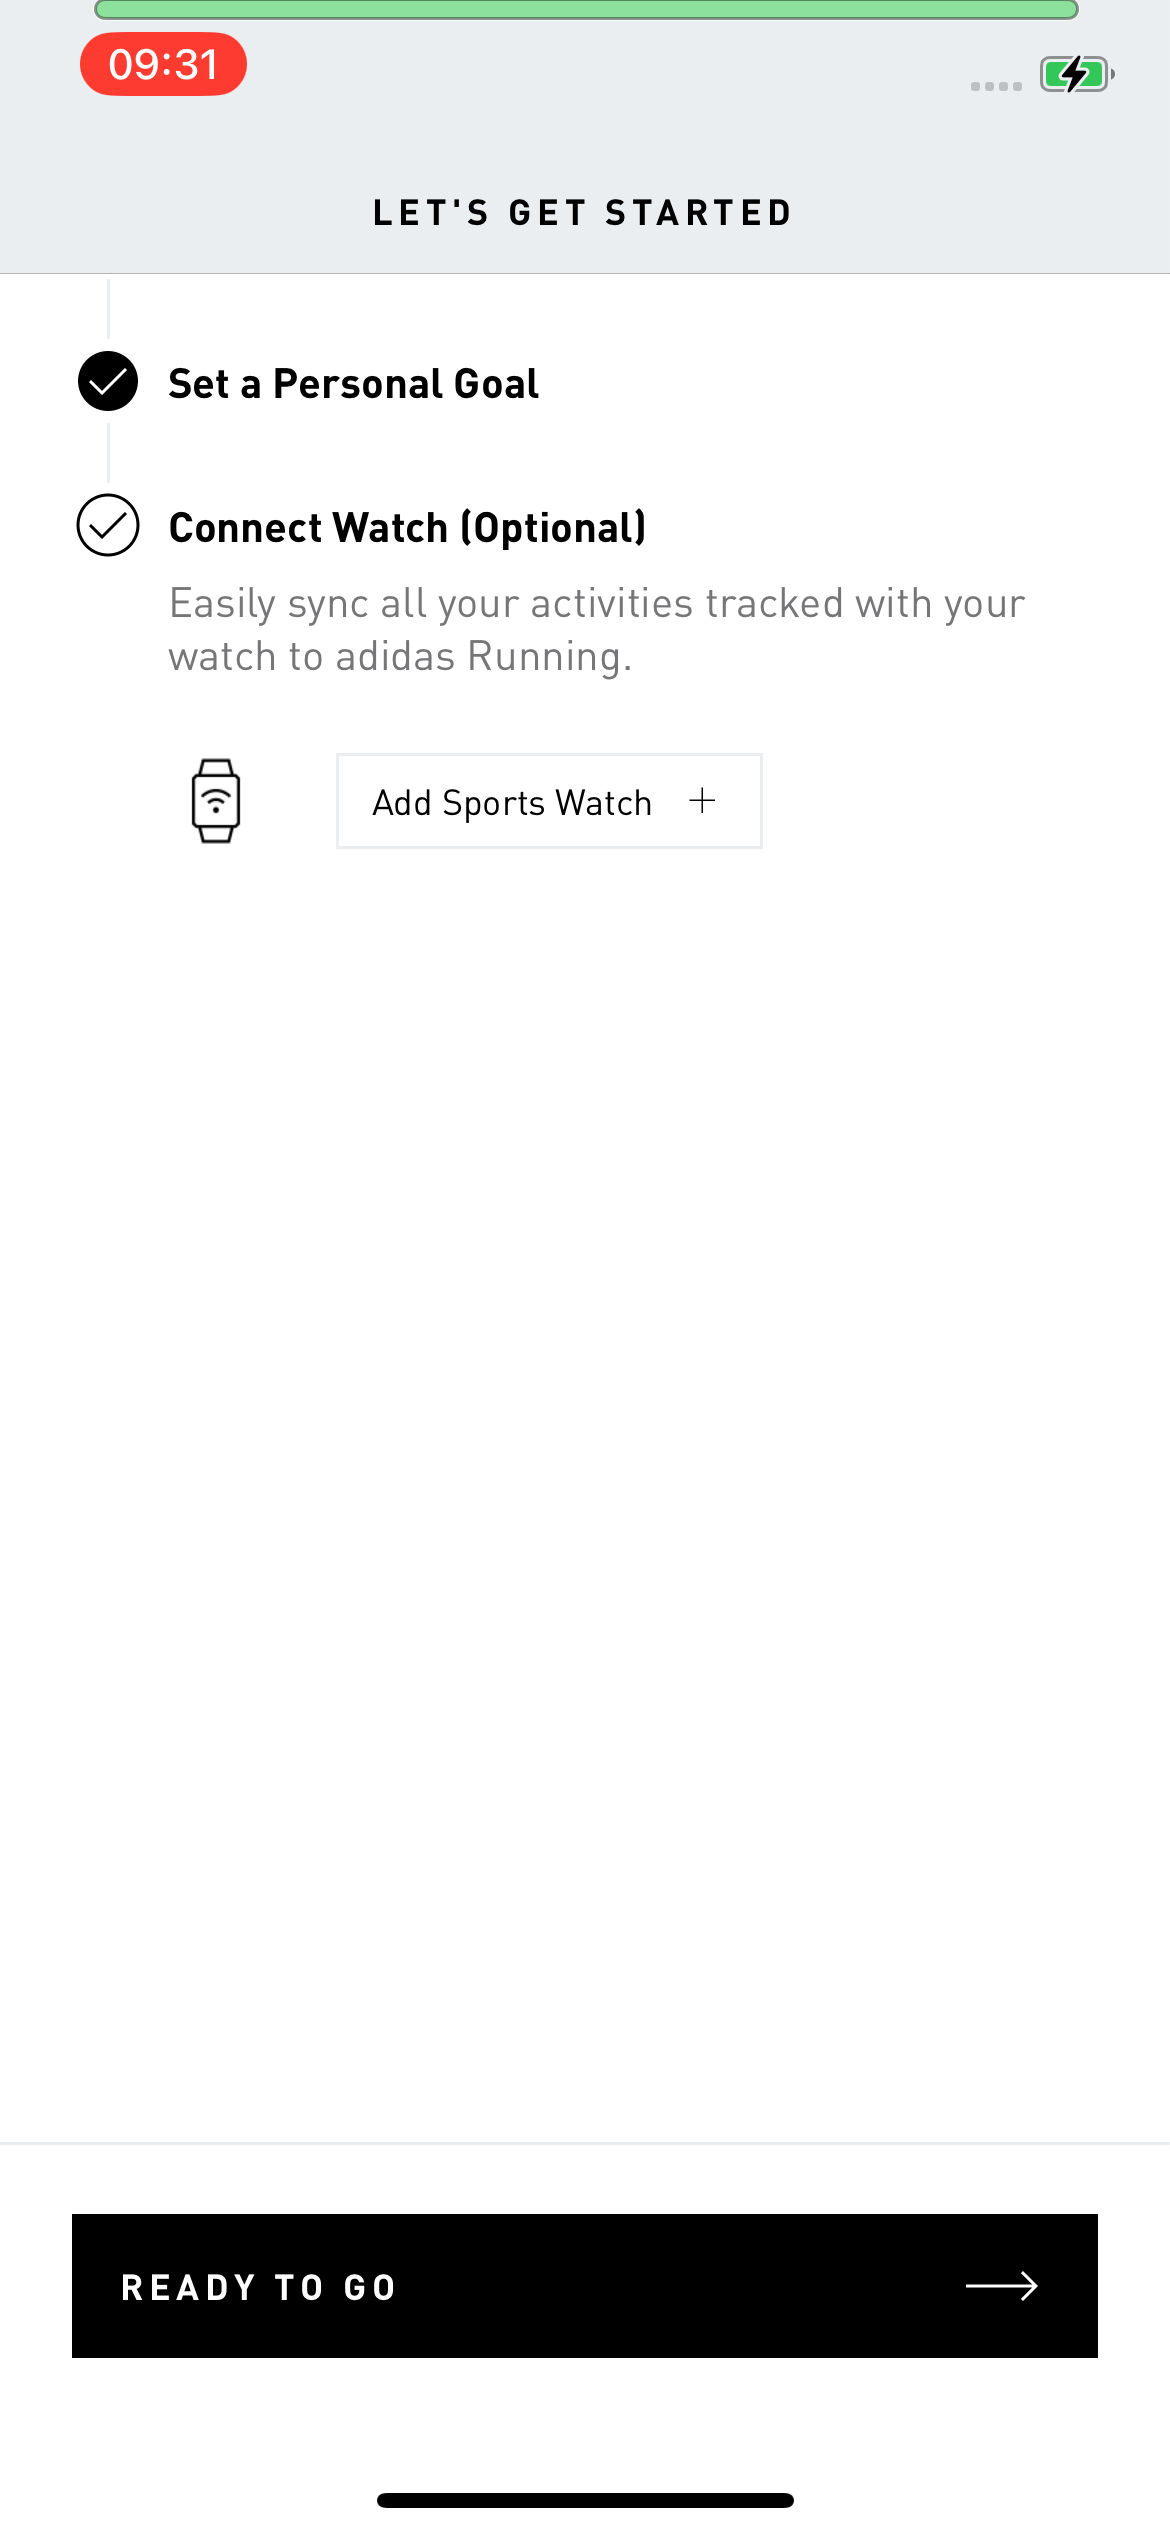 09:31
LET'S GET STARTED
Set a Personal Goal
Connect Watch (Optional)
Easily sync all your activities tracked with your
watch to adidas Running.
Add Sports Watch +
READY TO GO